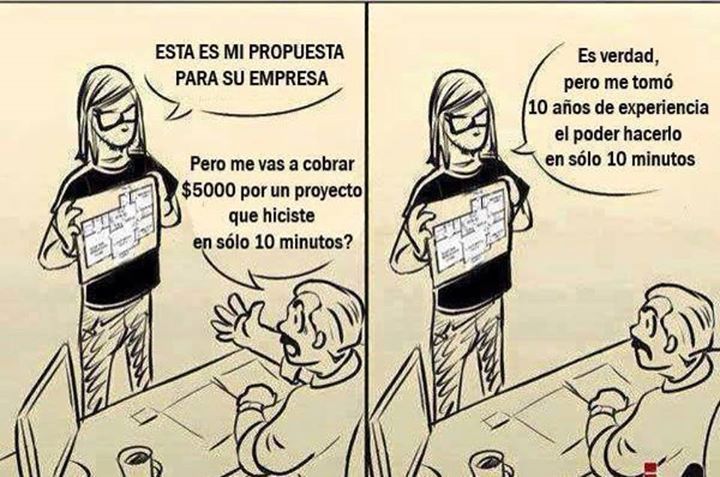 ESTA ES MI PROPUESTA
PARA SU EMPRESA
Pero me vas a cobrar
$5000 por un proyecto
que hiciste
en sólo 10 minutos?
Es verdad,
pero me tomó
10 años de experiencia
el poder hacerlo
en sólo 10 minutos